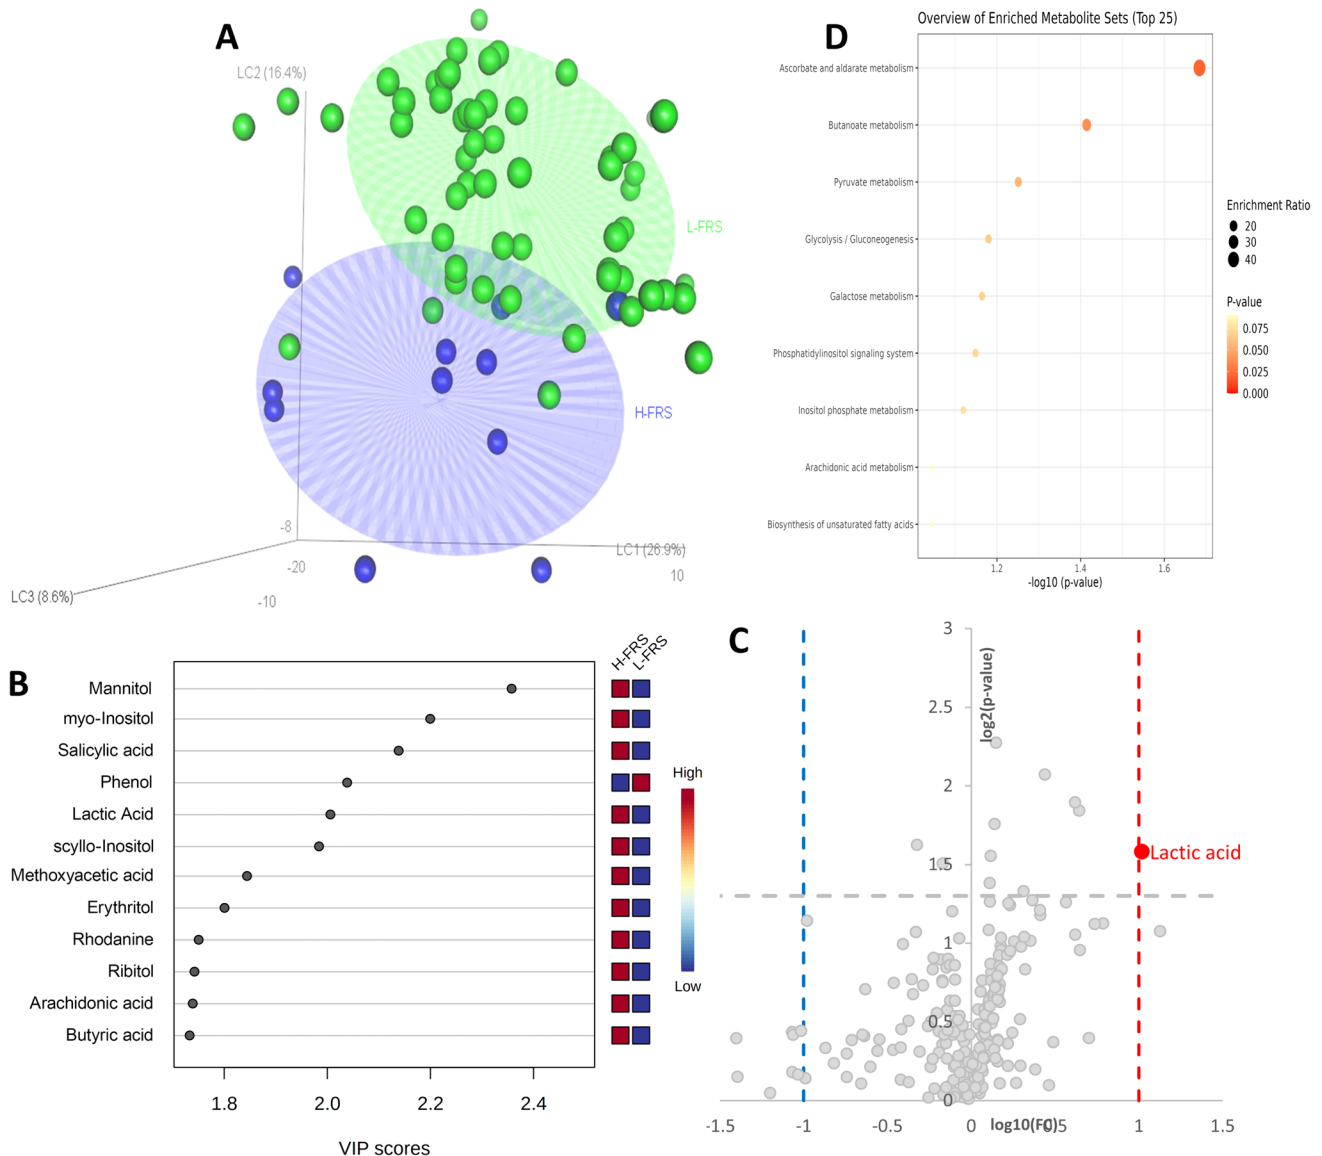 A
LC2 (16.4%)
L-FRS
H-FRS
-8
-20
-10
LC1 (26.9%)
10
LC3 (8.6%)
D
Overview of Enriched Metabolite Sets (Top 25)
Ascorbate and aldarate metabolism
Butanoate metabolism
Pyruvate metabolism
Glycolysis / Gluconeogenesis
Galactose metabolism
Phosphatidylinositol signaling system
Inositol phosphate metabolism
Arachidonic acid metabolism
Biosynthesis of unsaturated fatty acids
1.2
1.4
1.6
-log10 (p-value)
Enrichment Ratio
20
30
40
P-value
0.075
0.050
0.025
0.000
B
H-FRS
L-FRS
Mannitol
myo-Inositol
Salicylic acid
Phenol
Lactic Acid
scyllo-Inositol
Methoxyacetic acid
Erythritol
Rhodanine
Ribitol
Arachidonic acid
Butyric acid
1.8
2.0
2.2
2.4
VIP scores
High
Low
C
3
2.5
2
1.5
1
0.5
0
log2(p-value)
Lactic acid
-1.5
-1
-0.5
0
0.5
1
1.5
log10(FC)